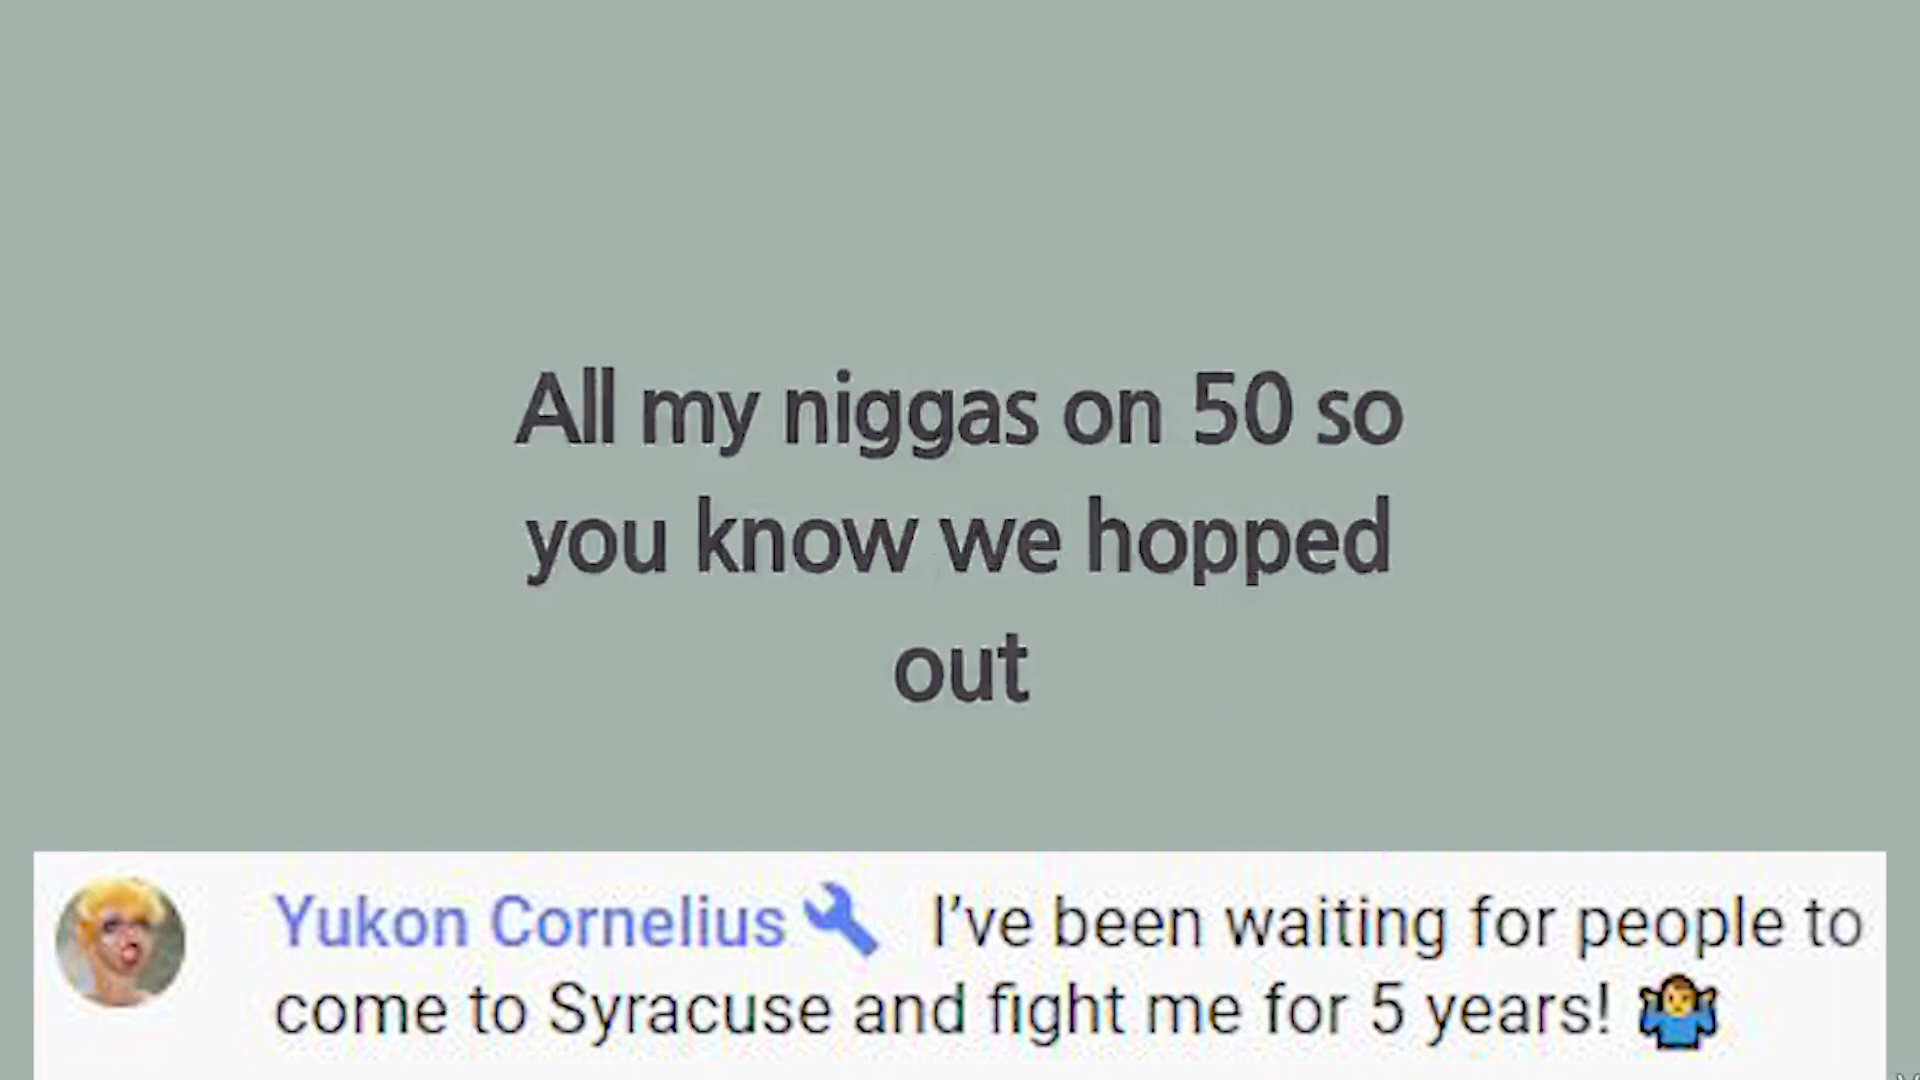 All my niggas on 50 so
you know we hopped
out
Yukon Cornelius🔧 I've been waiting for people to
come to Syracuse and fight me for 5 years! 🤷‍♂️